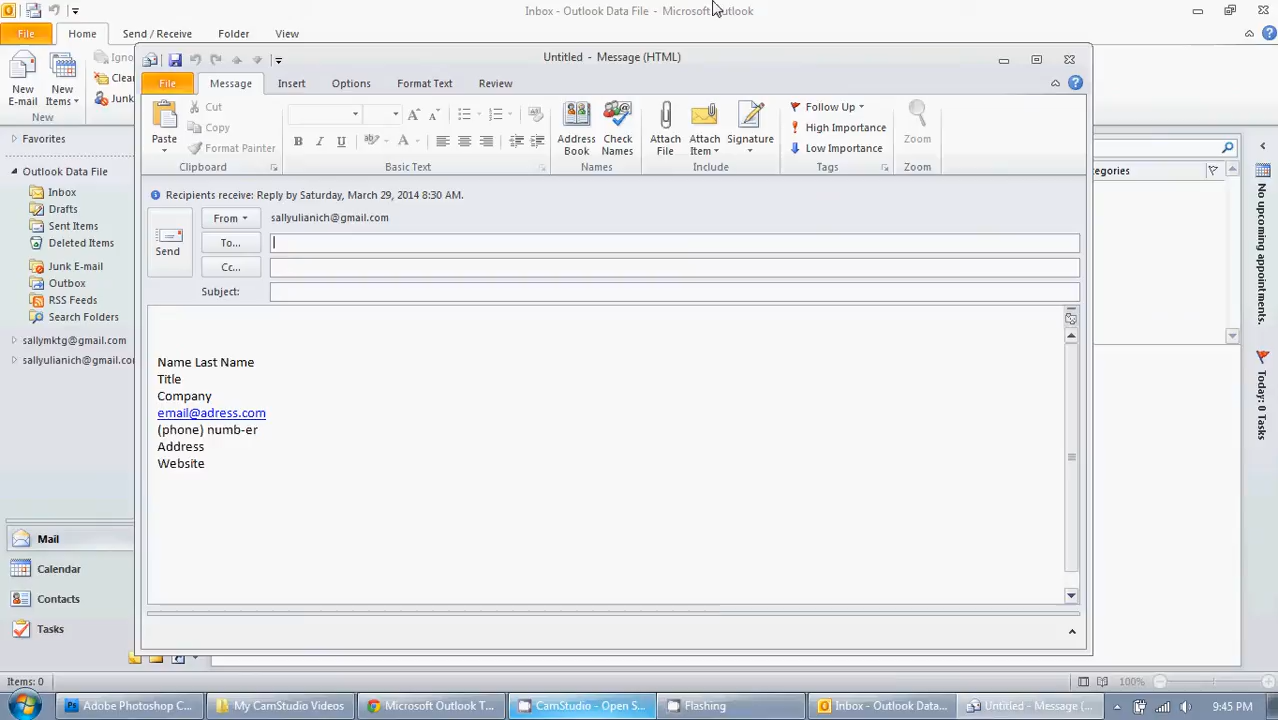 Inbox - Outlook Data File - Microsoft Outlook
File Home Send / Receive Folder View
Untitled - Message (HTML)
File Message Insert Options Format Text Review
New E-mail
New Items
Clean
Junk
New
Paste
Cut
Copy
Format Painter
Clipboard
B I U
Basic Text
Address Book
Check Names
Names
Attach File
Attach Item
Signature
Include
Follow Up
High Importance
Low Importance
Tags
Zoom
Zoom
Favorites
Outlook Data File
Inbox
Drafts
Sent Items
Deleted Items
Junk E-mail
Outbox
RSS Feeds
Search Folders
sallymktg@gmail.com
sallyulianich@gmail.co
Mail
Calendar
Contacts
Tasks
Recipients receive: Reply by Saturday, March 29, 2014 8:30 AM.
Send
From sallyulianich@gmail.com
To...
Cc...
Subject:
Name Last Name
Title
Company
email@adress.com
(phone) numb-er
Address
Website
egories
No upcoming appointments.
Today: 0 Tasks
Items: 0
100%
Adobe Photoshop C...
My CamStudio Videos
Microsoft Outlook T...
CamStudio - Open S...
Flashing
Inbox - Outlook Data...
Untitled - Message (...
9:45 PM